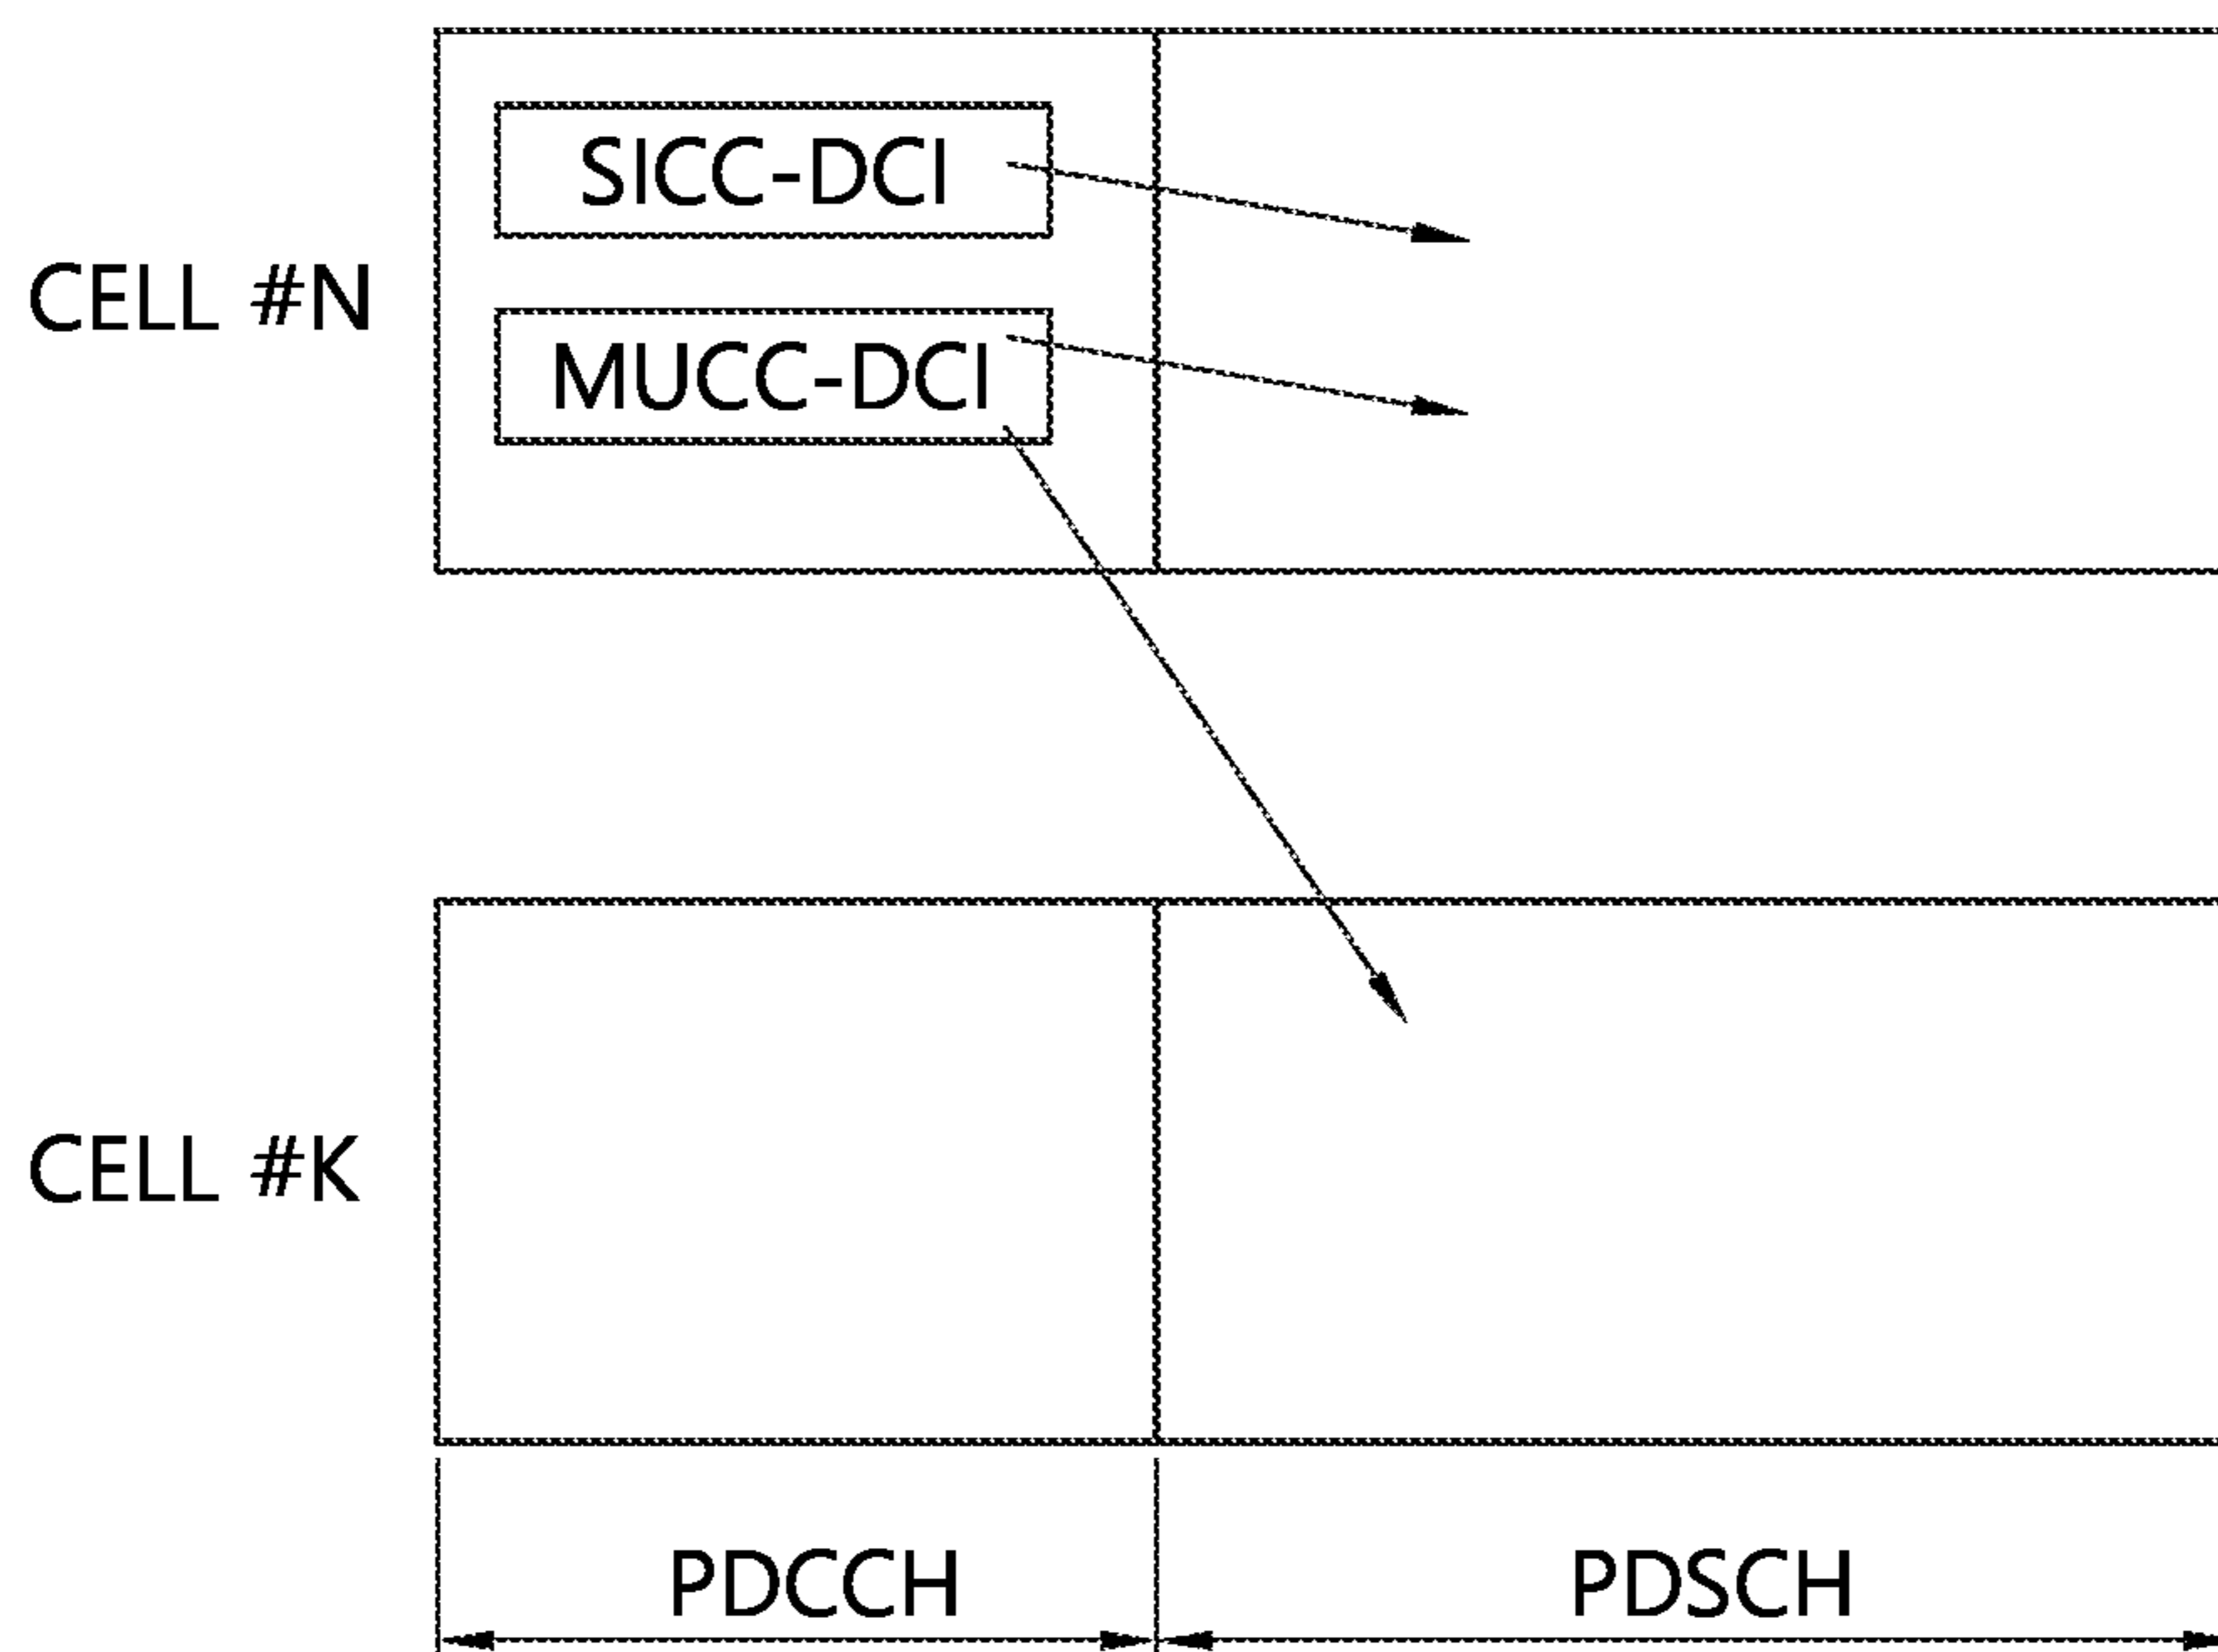 SICC-DCI
CELL #N
MUCC-DCI
CELL #K
PDCCH
PDSCH